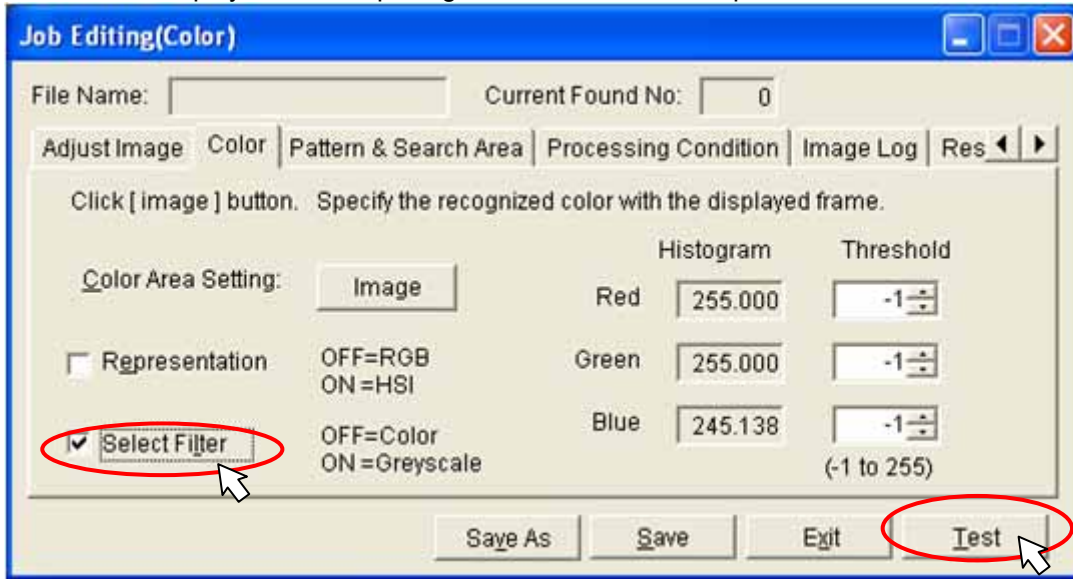 Job Editing(Color)
File Name: Current Found No: 0
Adjust Image Color Pattern & Search Area Processing Condition Image Log Res
Click [ image ] button. Specify the recognized color with the displayed frame.
Histogram Threshold
Color Area Setting: Image Red 255.000 -1
Representation OFF=RGB Green 255.000 -1
ON =HSI
Select Filter OFF=Color Blue 245.138 -1
ON =Greyscale (-1 to 255)
Save As Save Exit Test